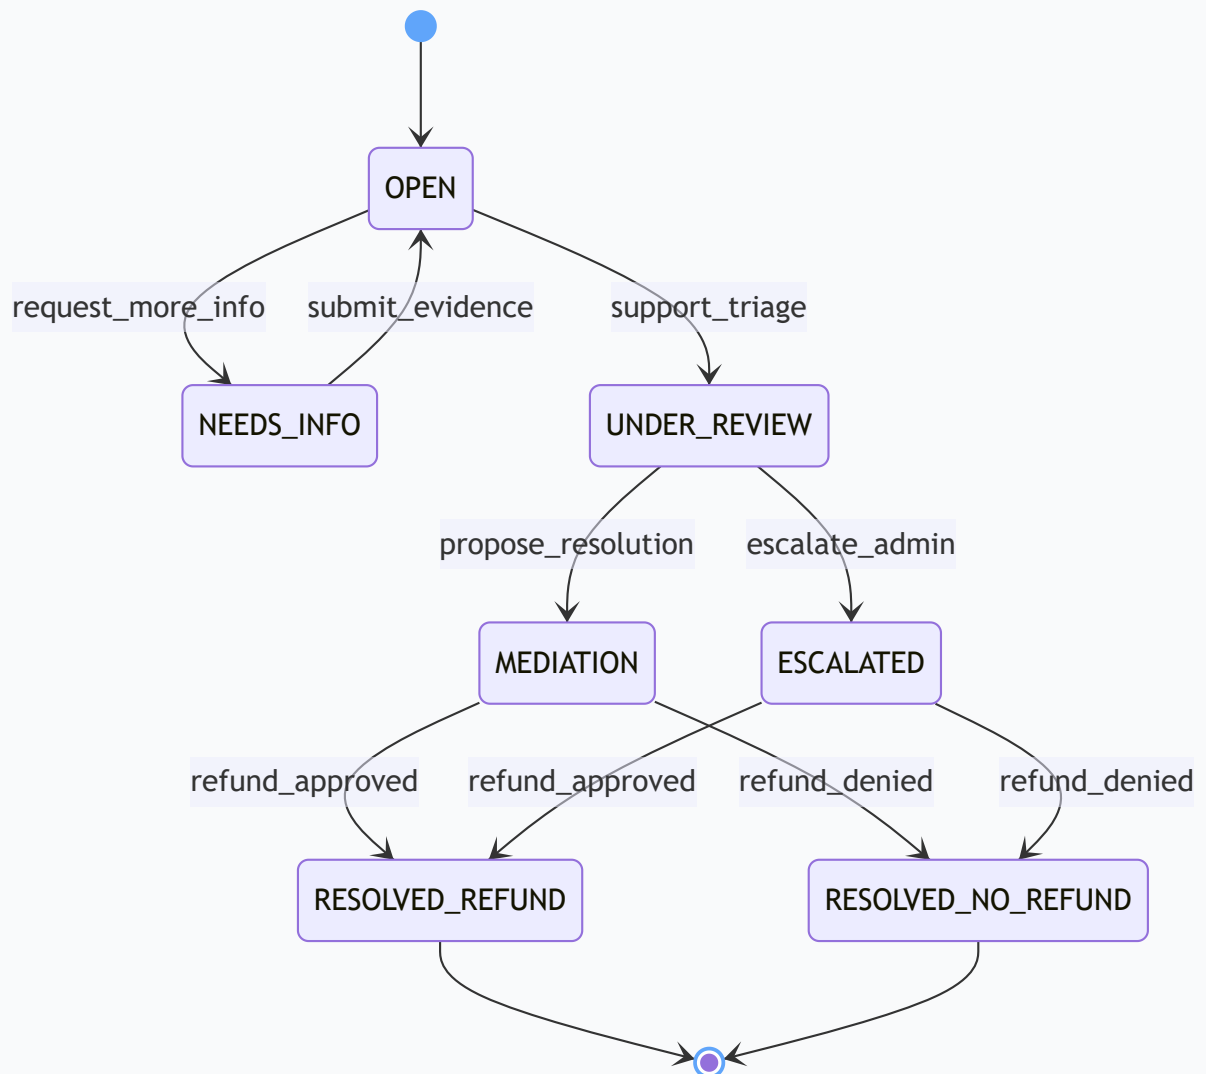 OPEN
request_more_info
submit_evidence
support_triage
NEEDS_INFO
UNDER_REVIEW
propose_resolution
escalate_admin
MEDIATION
ESCALATED
refund_approved
refund_approved
refund_denied
refund_denied
RESOLVED_REFUND
RESOLVED_NO_REFUND